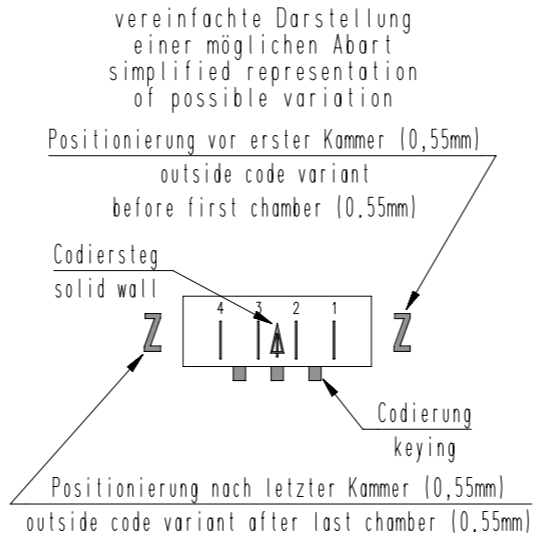 vereinfachte Darstellung
einer möglichen Abart
simplified representation
of possible variation
Positionierung vor erster Kammer (0,55mm)
outside code variant
before first chamber (0.55mm)
Codiersteg
solid wall
4 3 2 1
Z Z
Codierung
keying
Positionierung nach letzter Kammer (0,55mm)
outside code variant after last chamber (0.55mm)